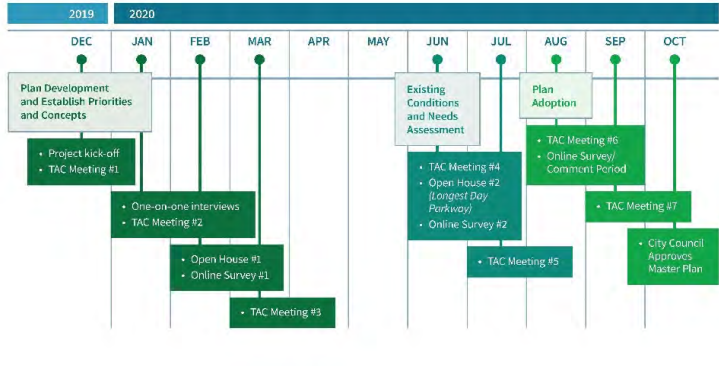 2019 2020
DEC JAN FEB MAR APR MAY JUN JUL AUG SEP OCT
Plan Development
and Establish Priorities
and Concepts
• Project kick-off
• TAC Meeting #1
• One-on-one interviews
• TAC Meeting #2
• Open House #1
• Online Survey #1
• TAC Meeting #3
Existing
Conditions
and Needs
Assessment
• TAC Meeting #4
• Open House #2
(Longest Day
Parkway)
• Online Survey #2
• TAC Meeting #5
Plan
Adoption
• TAC Meeting #6
• Online Survey/
Comment Period
• TAC Meeting #7
• City Council
Approves
Master Plan